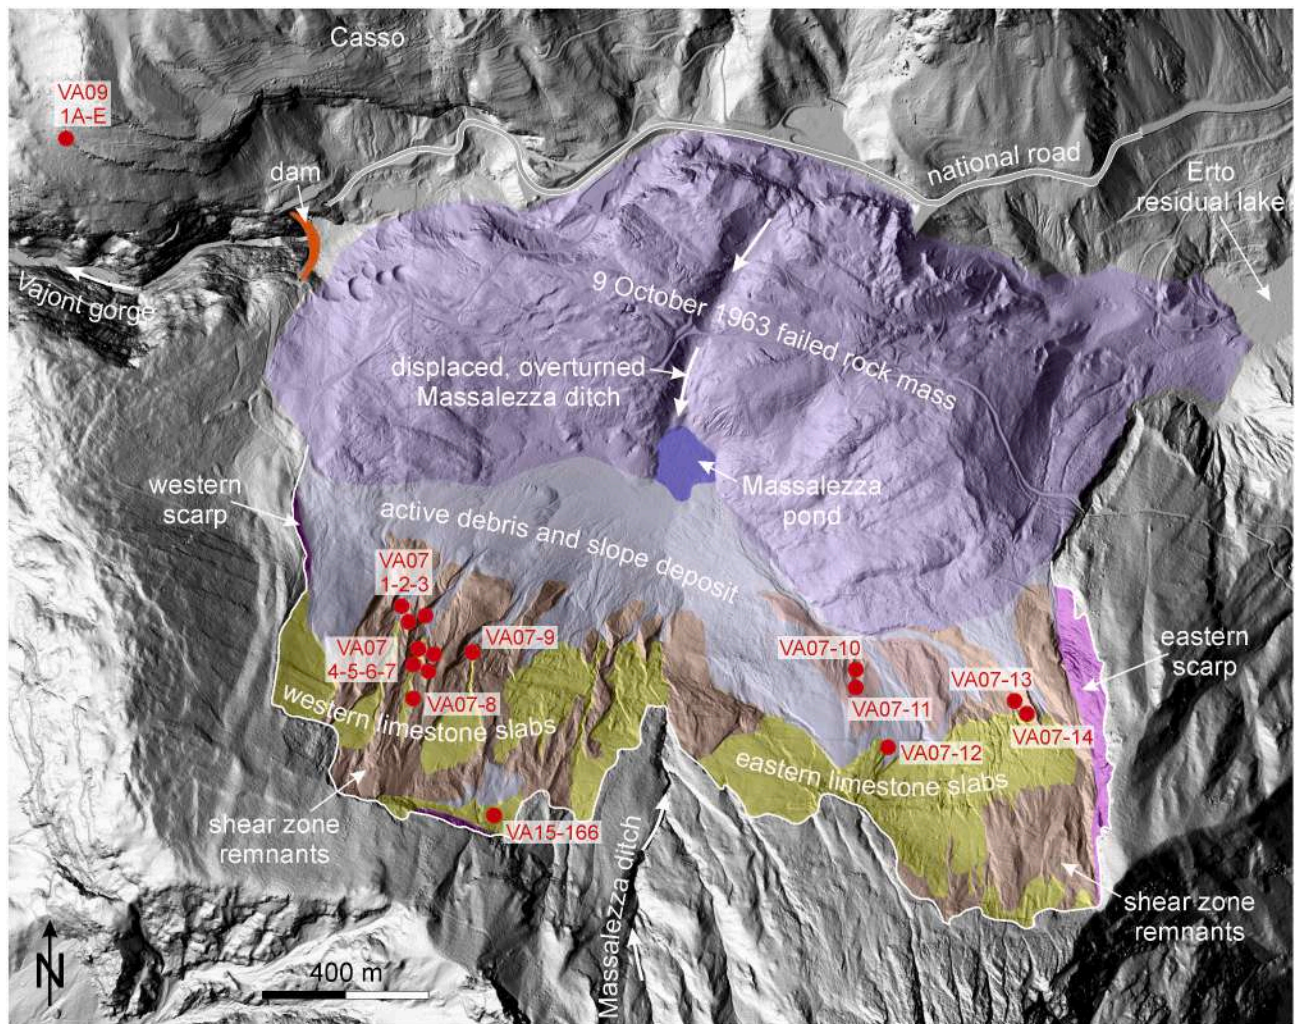 Casso
VA09
1A-E
dam
national road
Erto
residual lake
Vajont gorge
9 October 1963 failed rock mass
displaced, overturned
Massalezza ditch
western
scarp
Massalezza
pond
active debris and slope deposit
VA07
1-2-3
VA07
4-5-6-7
VA07-9
VA07-8
VA07-10
VA07-11
VA07-13
VA07-14
eastern
scarp
western limestone slabs
VA07-12
eastern limestone slabs
shear zone
remnants
VA15-166
Massalezza ditch
shear zone
remnants
N
400 m